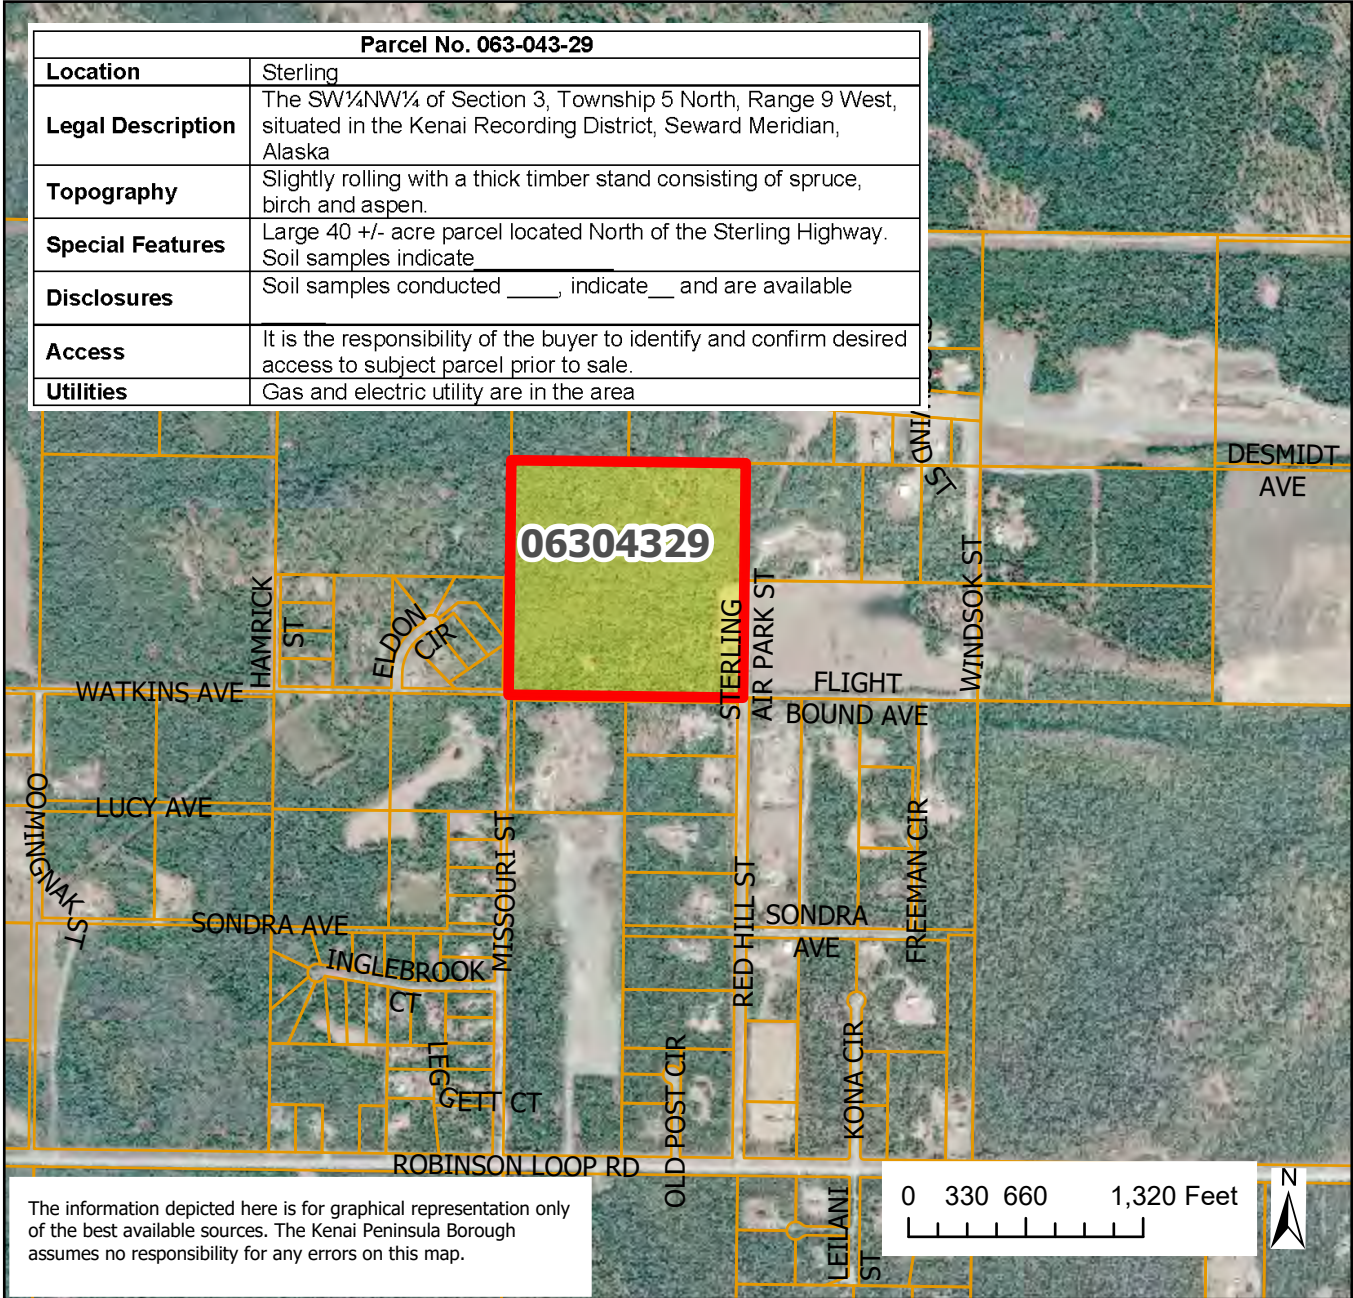 Parcel No. 063-043-29
Location Sterling
Legal Description The SW¼NW¼ of Section 3, Township 5 North, Range 9 West,
situated in the Kenai Recording District, Seward Meridian,
Alaska
Topography Slightly rolling with a thick timber stand consisting of spruce,
birch and aspen.
Special Features Large 40 +/- acre parcel located North of the Sterling Highway.
Soil samples indicate____________
Disclosures Soil samples conducted ____, indicate__ and are available
_____
Access It is the responsibility of the buyer to identify and confirm desired
access to subject parcel prior to sale.
Utilities Gas and electric utility are in the area
ST
DESMIDT
AVE
06304329
HAMRICK
ST
ELDON
CIR
STERLING
AIR PARK ST
WINDSOK ST
WATKINS AVE
FLIGHT
BOUND AVE
OOMINGNAK ST
LUCY AVE
MISSOURI ST
RED HILL ST
FREEMAN CIR
SONDRA AVE
SONDRA
AVE
INGLEBROOK
CT
LEGGETT CT
OLD POST CIR
KONA CIR
ROBINSON LOOP RD
LEILANI
ST
The information depicted here is for graphical representation only
of the best available sources. The Kenai Peninsula Borough
assumes no responsibility for any errors on this map.
0 330 660 1,320 Feet
N